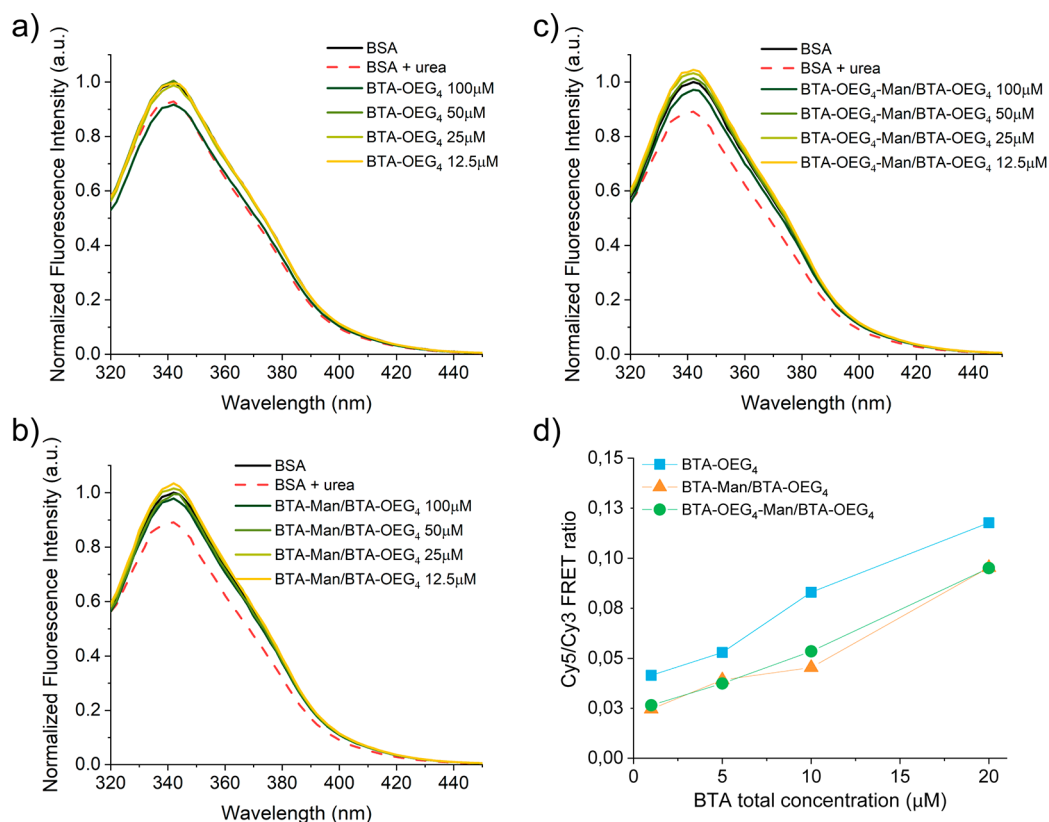 a)
Normalized Fluorescence Intensity (a.u.)
1.0
0.8
0.6
0.4
0.2
0.0
BSA
BSA + urea
BTA-OEG4 100μM
BTA-OEG4 50μM
BTA-OEG4 25μM
BTA-OEG4 12.5μM
320 340 360 380 400 420 440
Wavelength (nm)
c)
Normalized Fluorescence Intensity (a.u.)
1.0
0.8
0.6
0.4
0.2
0.0
BSA
BSA + urea
BTA-OEG4-Man/BTA-OEG4 100μM
BTA-OEG4-Man/BTA-OEG4 50μM
BTA-OEG4-Man/BTA-OEG4 25μM
BTA-OEG4-Man/BTA-OEG4 12.5μM
320 340 360 380 400 420 440
Wavelength (nm)
b)
Normalized Fluorescence Intensity (a.u.)
1.0
0.8
0.6
0.4
0.2
0.0
BSA
BSA + urea
BTA-Man/BTA-OEG4 100μM
BTA-Man/BTA-OEG4 50μM
BTA-Man/BTA-OEG4 25μM
BTA-Man/BTA-OEG4 12.5μM
320 340 360 380 400 420 440
Wavelength (nm)
d)
Cy5/Cy3 FRET ratio
0,15
0,13
0,10
0,08
0,05
0,03
0,00
BTA-OEG4
BTA-Man/BTA-OEG4
BTA-OEG4-Man/BTA-OEG4
0 5 10 15 20
BTA total concentration (μM)